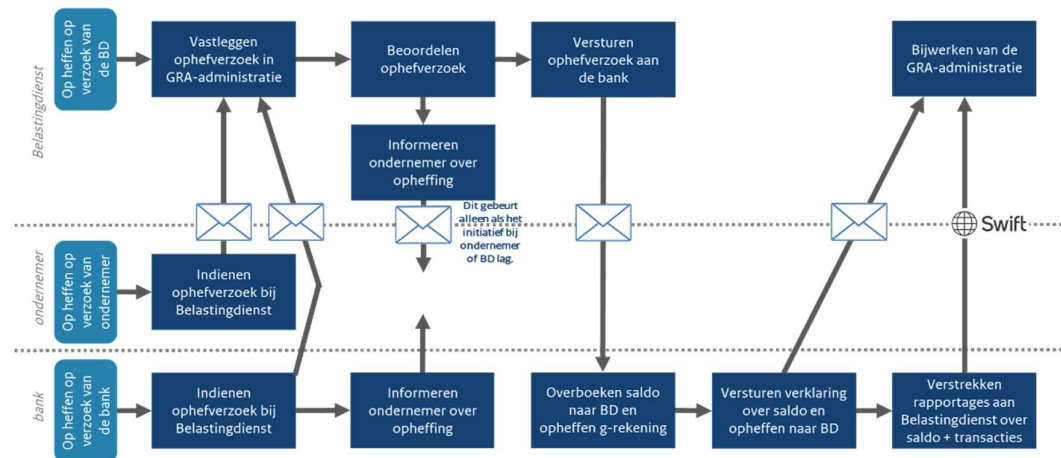 Belastingdienst
Op heffen op
verzoek van
de BD
Vastleggen
ophefverzoek in
GRA-administratie
Beoordelen
ophefverzoek
Versturen
ophefverzoek aan
de bank
Bijwerken van de
GRA-administratie
Informeren
ondernemer over
opheffing
Dit gebeurt
alleen als het
initiatief bij
ondernemer
of BD lag.
Swift
ondernemer
Op heffen op
verzoek van
ondernemer
Indienen
ophefverzoek bij
Belastingdienst
bank
Op heffen op
verzoek van
de bank
Indienen
ophefverzoek bij
Belastingdienst
Informeren
ondernemer over
opheffing
Overboeken saldo
naar BD en
opheffen g-rekening
Versturen verklaring
over saldo en
opheffen naar BD
Verstrekken
rapportages aan
Belastingdienst over
saldo + transacties